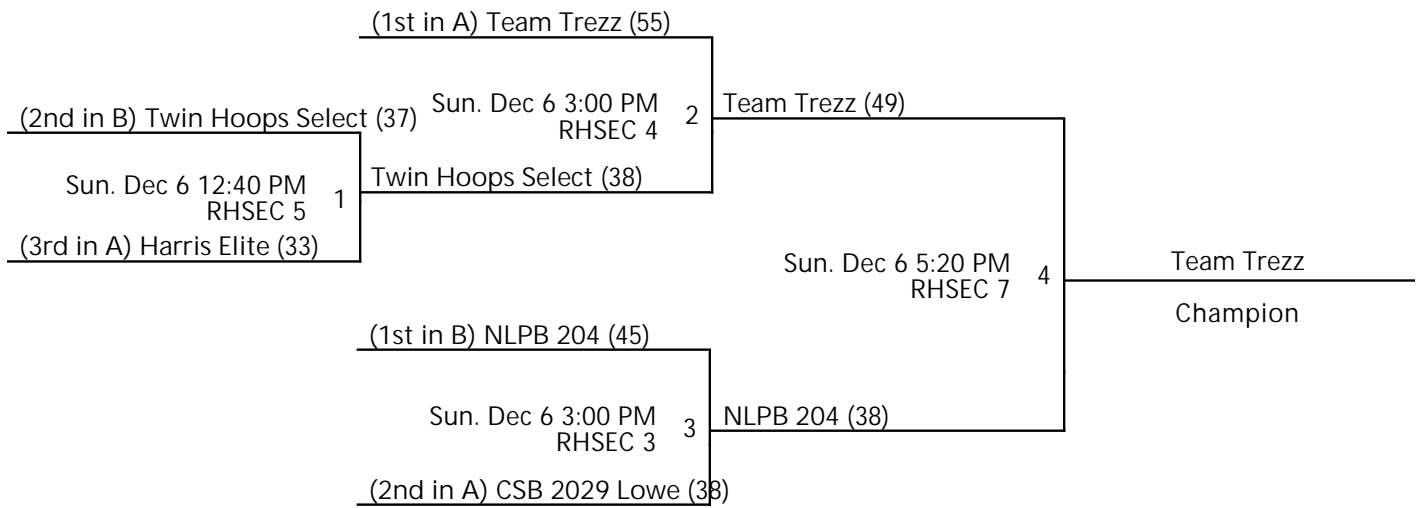 (1st in A) Team Trezz (55)
(2nd in B) Twin Hoops Select (37)
Sun. Dec 6 3:00 PM
RHSEC 4
2
Team Trezz (49)
Sun. Dec 6 12:40 PM
RHSEC 5
1
Twin Hoops Select (38)
(3rd in A) Harris Elite (33)
Sun. Dec 6 5:20 PM
RHSEC 7
4
Team Trezz
Champion
(1st in B) NLPB 204 (45)
Sun. Dec 6 3:00 PM
RHSEC 3
3
NLPB 204 (38)
(2nd in A) CSB 2029 Lowe (38)